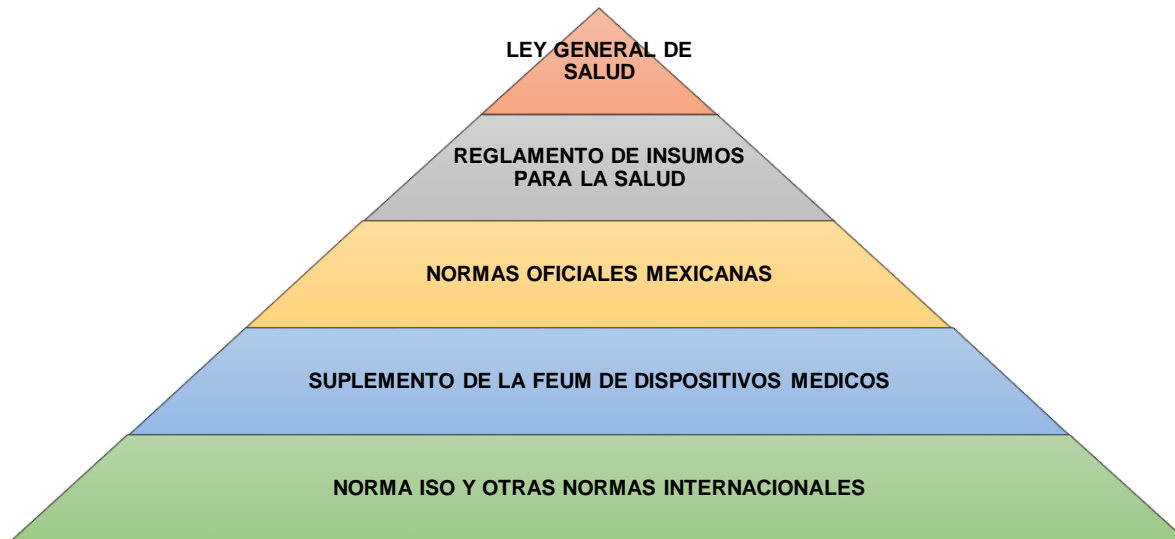 LEY GENERAL DE
SALUD
REGLAMENTO DE INSUMOS
PARA LA SALUD
NORMAS OFICIALES MEXICANAS
SUPLEMENTO DE LA FEUM DE DISPOSITIVOS MEDICOS
NORMA ISO Y OTRAS NORMAS INTERNACIONALES